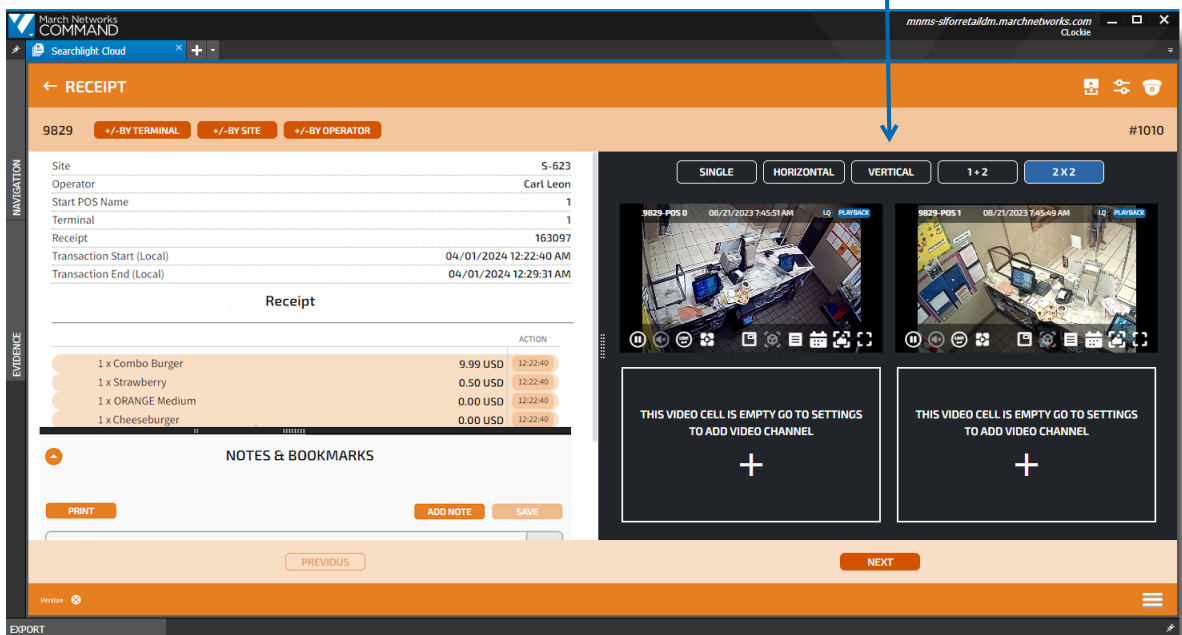 March Networks
COMMAND
mnms-slforretaildm.marchnetworks.com
CLockie
Searchlight Cloud
← RECEIPT
9829 +/-BY TERMINAL +/-BY SITE +/-BY OPERATOR #1010
NAVIGATION
EVIDENCE
Site S-623
Operator Carl Leon
Start POS Name 1
Terminal 1
Receipt 163097
Transaction Start (Local) 04/01/2024 12:22:40 AM
Transaction End (Local) 04/01/2024 12:29:31 AM
Receipt
ACTION
1 x Combo Burger 9.99 USD 12:22:40
1 x Strawberry 0.50 USD 12:22:40
1 x ORANGE Medium 0.00 USD 12:22:40
1 x Cheeseburger 0.00 USD 12:22:40
NOTES & BOOKMARKS
PRINT ADD NOTE SAVE
SINGLE HORIZONTAL VERTICAL 1+2 2 X 2
9829-POS 0 08/21/2023 7:45:51 AM LQ PLAYBACK
9829-POS 1 08/21/2023 7:45:49 AM LQ PLAYBACK
THIS VIDEO CELL IS EMPTY GO TO SETTINGS
TO ADD VIDEO CHANNEL
THIS VIDEO CELL IS EMPTY GO TO SETTINGS
TO ADD VIDEO CHANNEL
PREVIOUS NEXT
Version
EXPORT